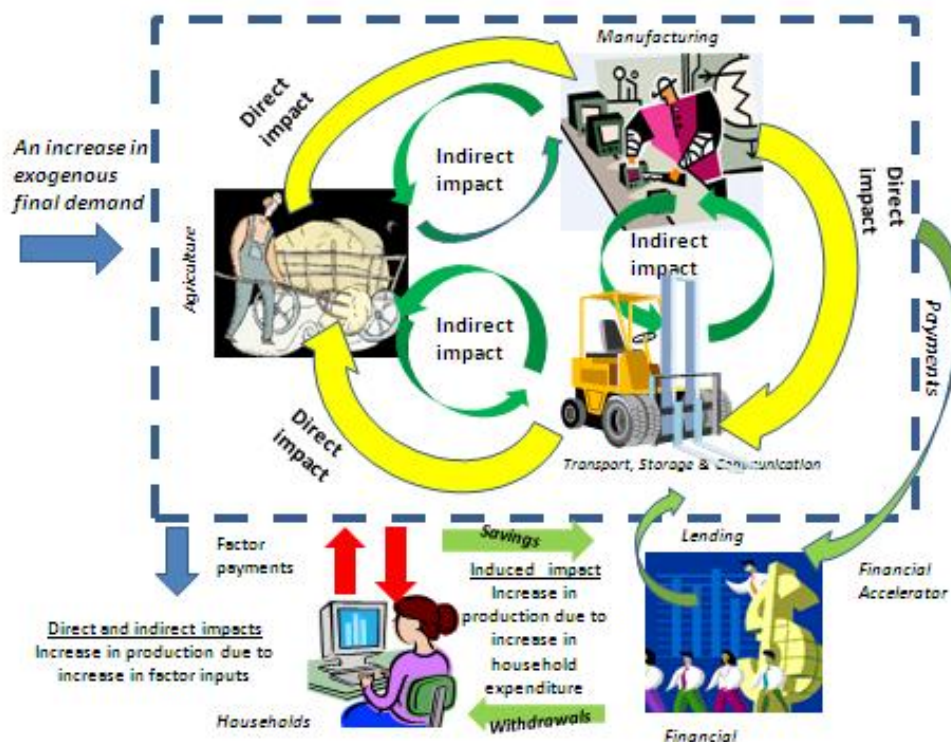 Manufacturing
Direct
impact
An increase in
exogenous
final demand
Indirect
impact
Direct
impact
Agriculture
Indirect
impact
Indirect
impact
Payments
Direct
impact
Transport, Storage & Communication
Factor
payments
Savings
Lending
Induced impact
Increase in
production due to
increase in
household
expenditure
Financial
Accelerator
Direct and indirect impacts
Increase in production due to
increase in factor inputs
Households
Withdrawals
Financial